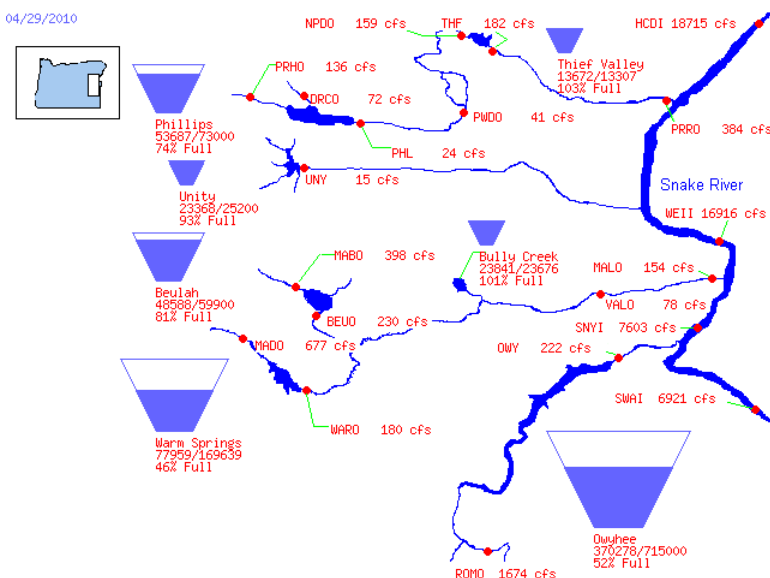 04/29/2010
NPDO 159 cfs
THF 182 cfs
HCDI 18715 cfs
PRHO 136 cfs
Thief Valley
13672/13307
103% Full
DRCO 72 cfs
PWDO 41 cfs
Phillips
53687/73000
74% Full
PRRO 384 cfs
PHL 24 cfs
UNY 15 cfs
Snake River
Unity
23368/25200
93% Full
WEII 16916 cfs
MABO 398 cfs
Bully Creek
23841/23676
101% Full
MALO 154 cfs
Beulah
48588/59900
81% Full
VALO 78 cfs
BEUO 230 cfs
SNYI 7603 cfs
MADO 677 cfs
OWY 222 cfs
SWAI 6921 cfs
WARO 180 cfs
Warm Springs
77959/169639
46% Full
Owyhee
370278/715000
52% Full
ROMO 1674 cfs